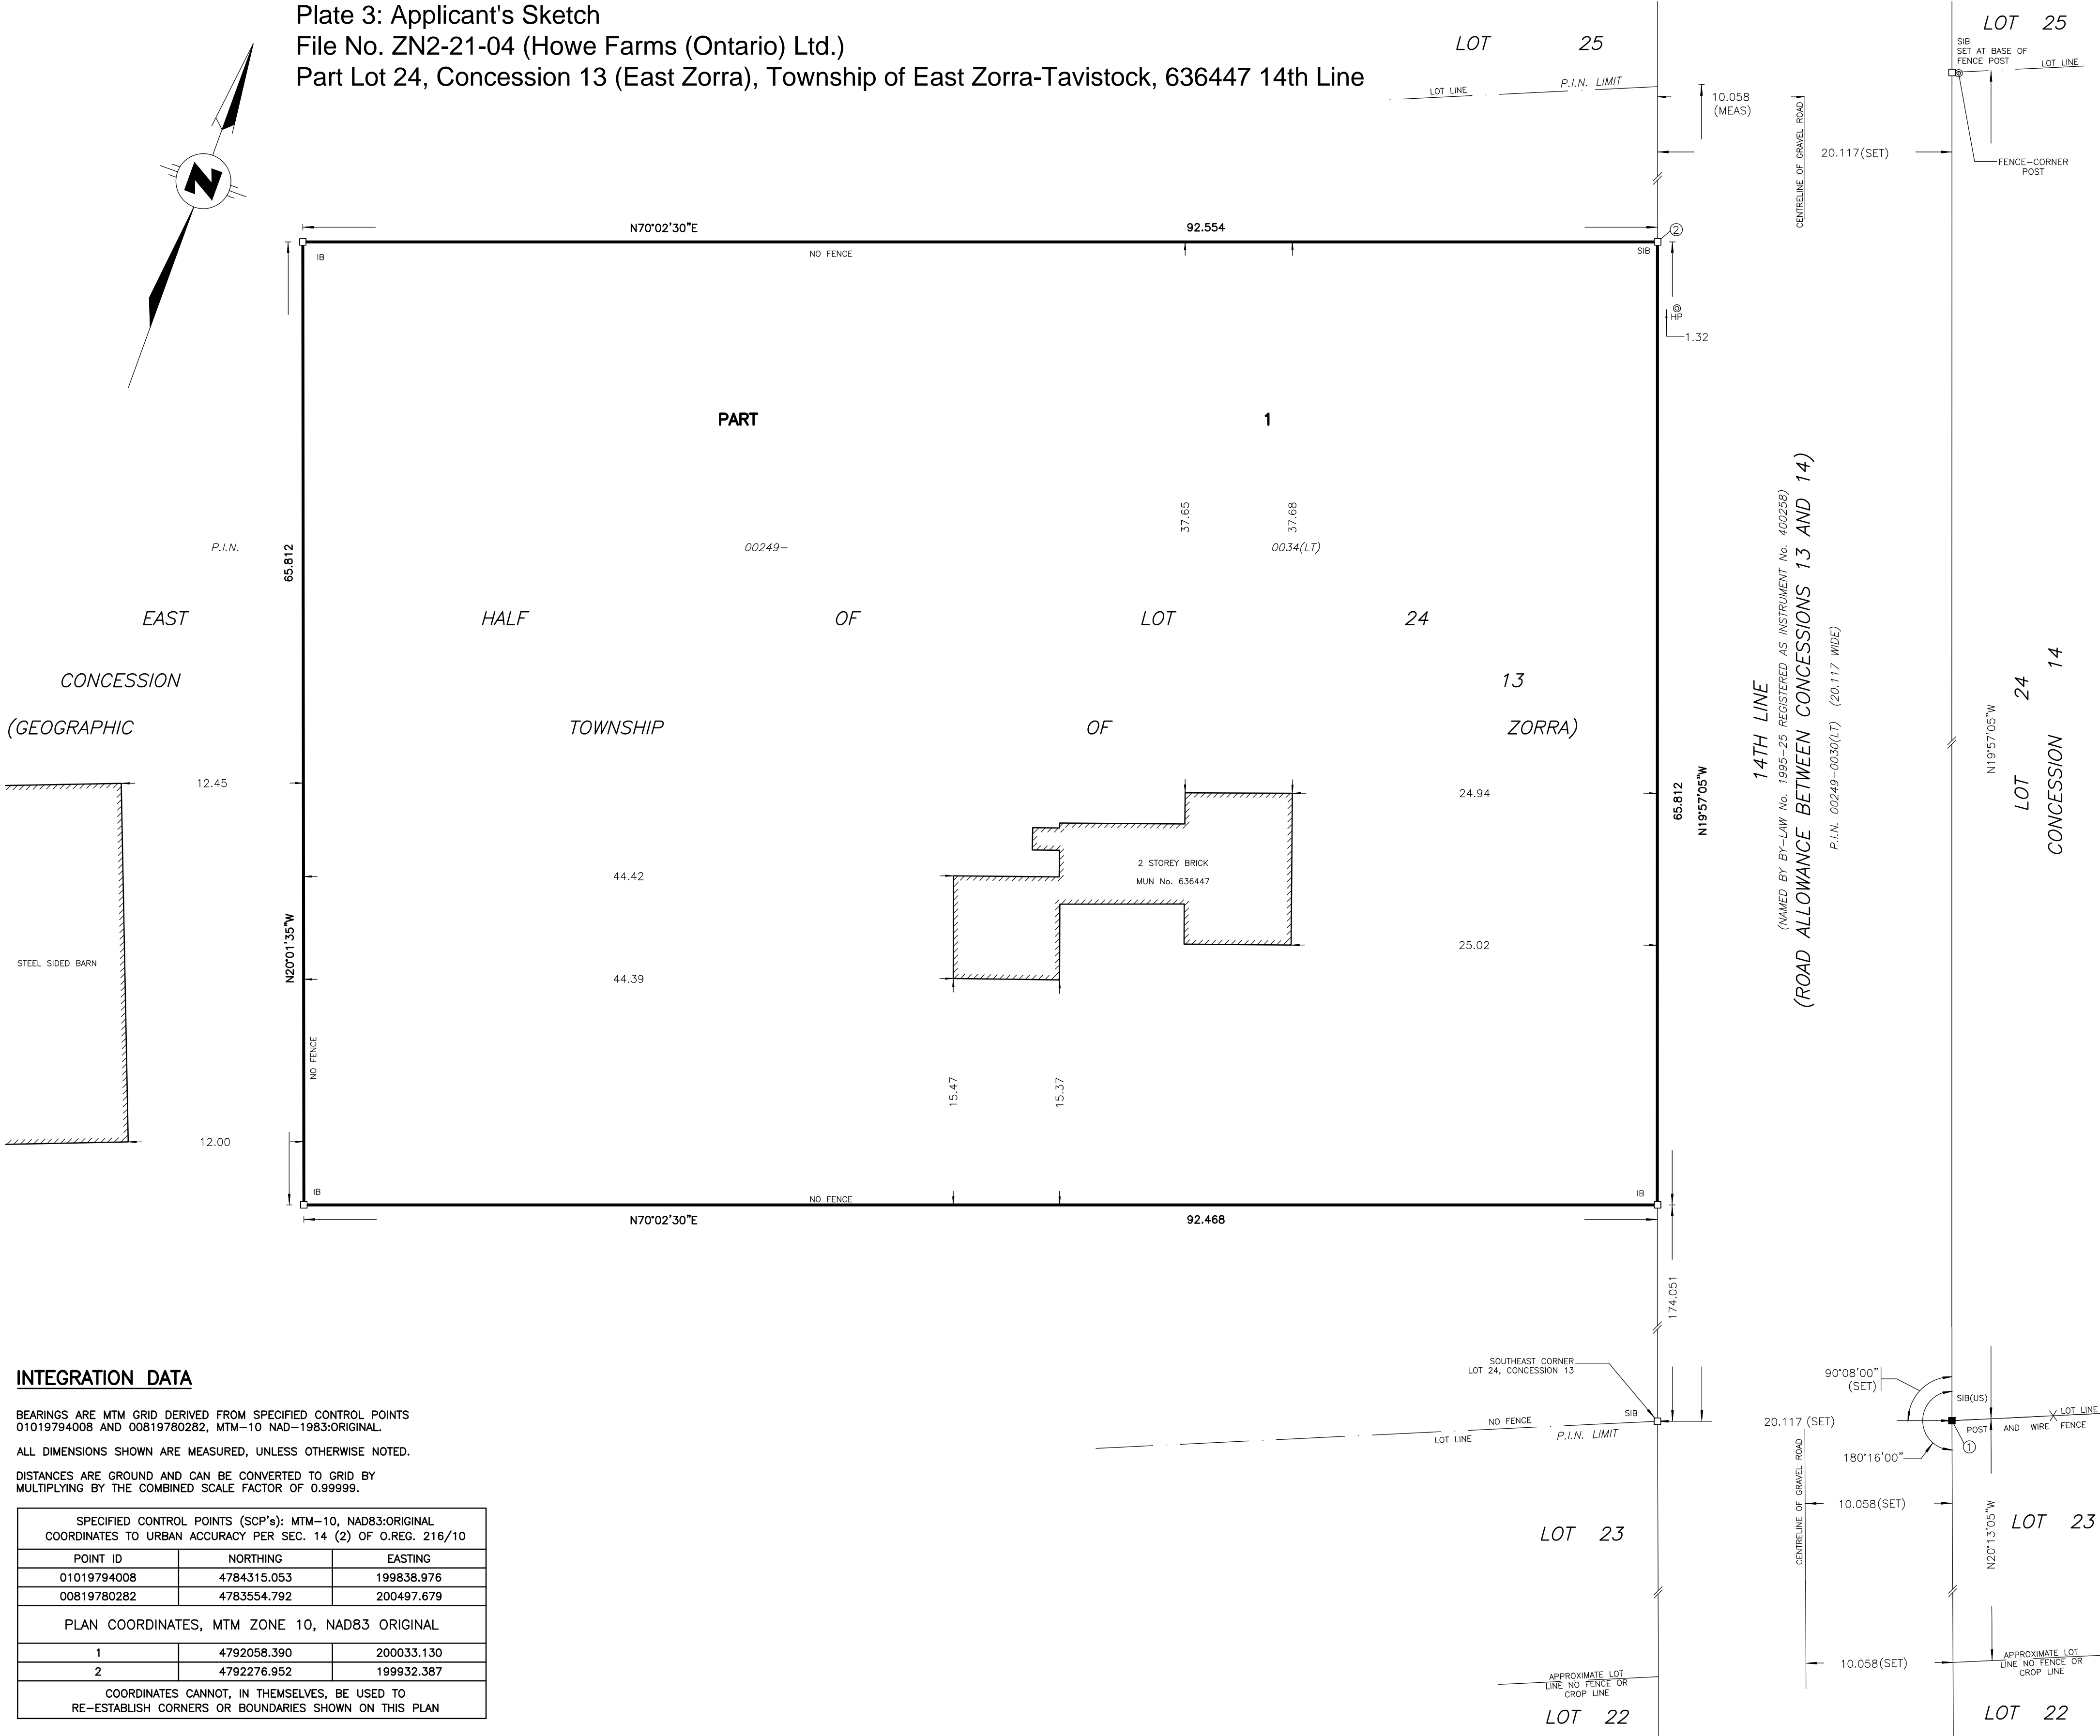 Plate 3: Applicant's Sketch
File No. ZN2-21-04 (Howe Farms (Ontario) Ltd.)
Part Lot 24, Concession 13 (East Zorra), Township of East Zorra-Tavistock, 636447 14th Line
LOT 25
LOT 25
SIB
SET AT BASE OF
FENCE POST
LOT LINE
LOT LINE
P.I.N. LIMIT
10.058
(MEAS)
CENTRELINE OF GRAVEL ROAD
20.117(SET)
FENCE-CORNER
POST
N
N70°02'30"E
92.554
2
IB
NO FENCE
SIB
HP
1.32
PART 1
37.65
37.68
P.I.N. 00249- 0034(LT)
65.812
EAST HALF OF LOT 24
CONCESSION 13
(GEOGRAPHIC TOWNSHIP OF ZORRA)
14TH LINE
(NAMED BY BY-LAW No. 1995-25 REGISTERED AS INSTRUMENT No. 400258)
(ROAD ALLOWANCE BETWEEN CONCESSIONS 13 AND 14)
P.I.N. 00249-0030(LT) (20.117 WIDE)
N19°57'05"W
LOT 24
CONCESSION 14
12.45
24.94
65.812
N19°57'05"W
2 STOREY BRICK
MUN No. 636447
44.42
25.02
STEEL SIDED BARN
N20°01'35"W
44.39
NO FENCE
15.47
15.37
12.00
IB
NO FENCE
IB
N70°02'30"E
92.468
174.051
SOUTHEAST CORNER
LOT 24, CONCESSION 13
NO FENCE
SIB
LOT LINE
P.I.N. LIMIT
90°08'00"
(SET)
SIB(US)
20.117 (SET)
LOT LINE
POST AND WIRE FENCE
1
180°16'00"
CENTRELINE OF GRAVEL ROAD
10.058(SET)
N20°13'05"W
LOT 23
LOT 23
10.058(SET)
APPROXIMATE LOT
LINE NO FENCE OR
CROP LINE
APPROXIMATE LOT
LINE NO FENCE OR
CROP LINE
LOT 22
LOT 22
INTEGRATION DATA
BEARINGS ARE MTM GRID DERIVED FROM SPECIFIED CONTROL POINTS
01019794008 AND 00819780282, MTM-10 NAD-1983:ORIGINAL.
ALL DIMENSIONS SHOWN ARE MEASURED, UNLESS OTHERWISE NOTED.
DISTANCES ARE GROUND AND CAN BE CONVERTED TO GRID BY
MULTIPLYING BY THE COMBINED SCALE FACTOR OF 0.99999.
SPECIFIED CONTROL POINTS (SCP's): MTM-10, NAD83:ORIGINAL
COORDINATES TO URBAN ACCURACY PER SEC. 14 (2) OF O.REG. 216/10
POINT ID NORTHING EASTING
01019794008 4784315.053 199838.976
00819780282 4783554.792 200497.679
PLAN COORDINATES, MTM ZONE 10, NAD83 ORIGINAL
1 4792058.390 200033.130
2 4792276.952 199932.387
COORDINATES CANNOT, IN THEMSELVES, BE USED TO
RE-ESTABLISH CORNERS OR BOUNDARIES SHOWN ON THIS PLAN